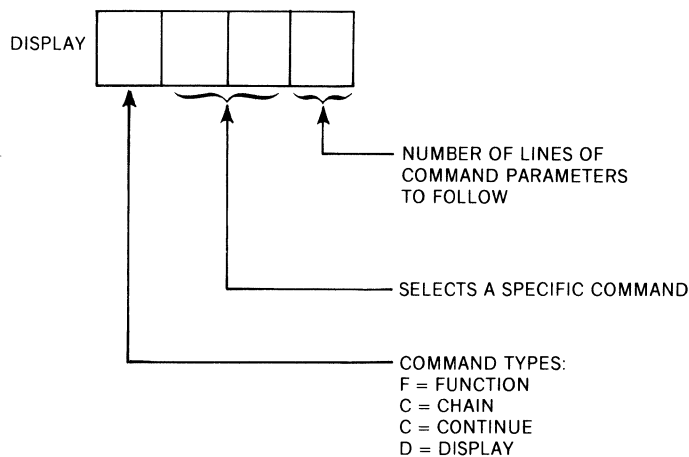 DISPLAY
NUMBER OF LINES OF
COMMAND PARAMETERS
TO FOLLOW
SELECTS A SPECIFIC COMMAND
COMMAND TYPES:
F = FUNCTION
C = CHAIN
C = CONTINUE
D = DISPLAY